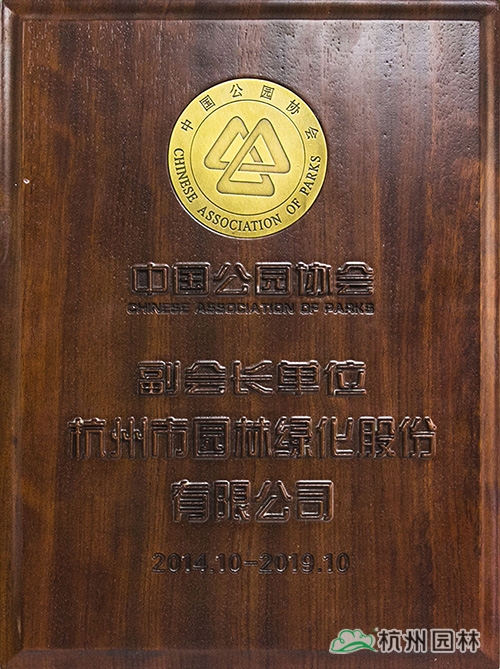 中国公园协会
CHINESE ASSOCIATION OF PARKS
中国公园协会
CHINESE ASSOCIATION OF PARKS
副会长单位
杭州市园林绿化股份
有限公司
2014.10-2019.10
杭州园林